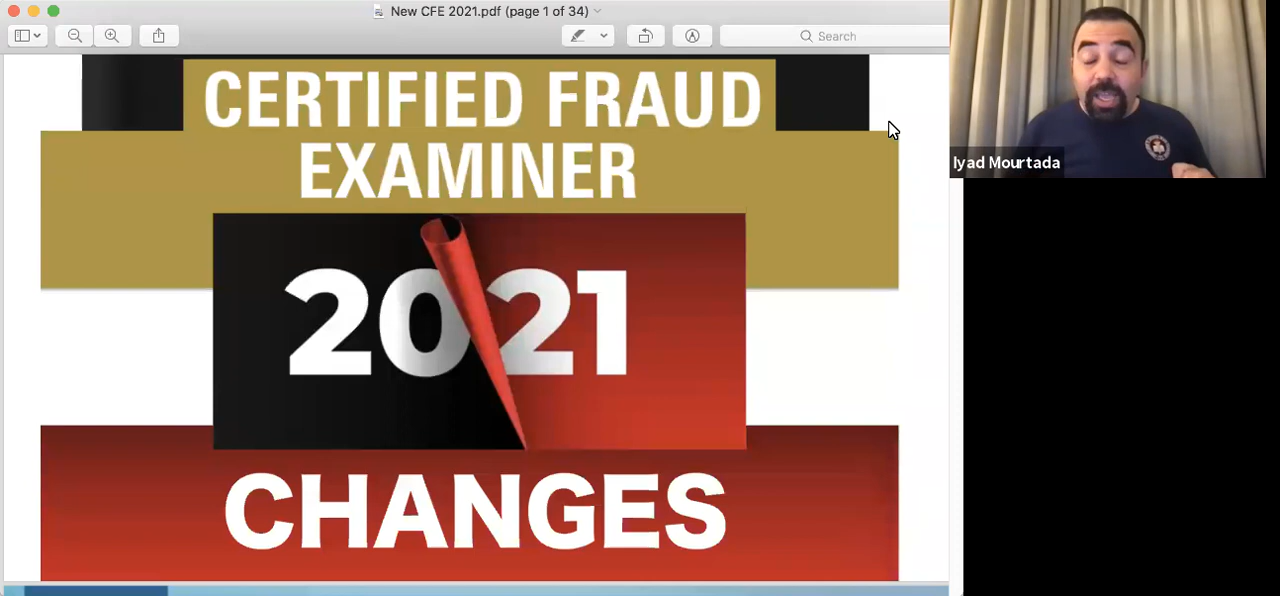 New CFE 2021.pdf (page 1 of 34)
Search
CERTIFIED FRAUD
EXAMINER
2021
CHANGES
Iyad Mourtada